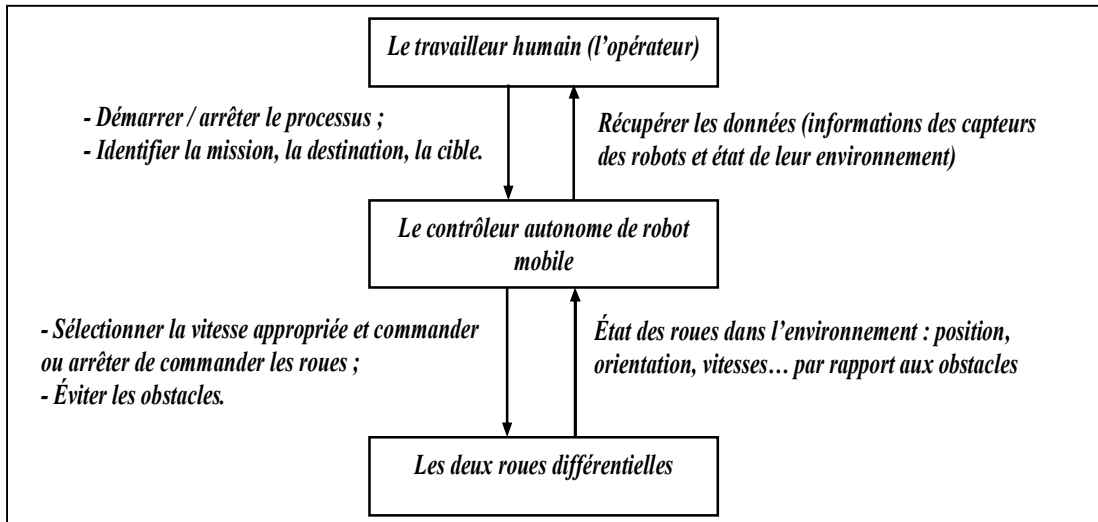 Le travailleur humain (l’opérateur)
- Démarrer / arrêter le processus ;
- Identifier la mission, la destination, la cible.
Récupérer les données (informations des capteurs
des robots et état de leur environnement)
Le contrôleur autonome de robot
mobile
- Sélectionner la vitesse appropriée et commander
ou arrêter de commander les roues ;
- Éviter les obstacles.
État des roues dans l’environnement : position,
orientation, vitesses… par rapport aux obstacles
Les deux roues différentielles